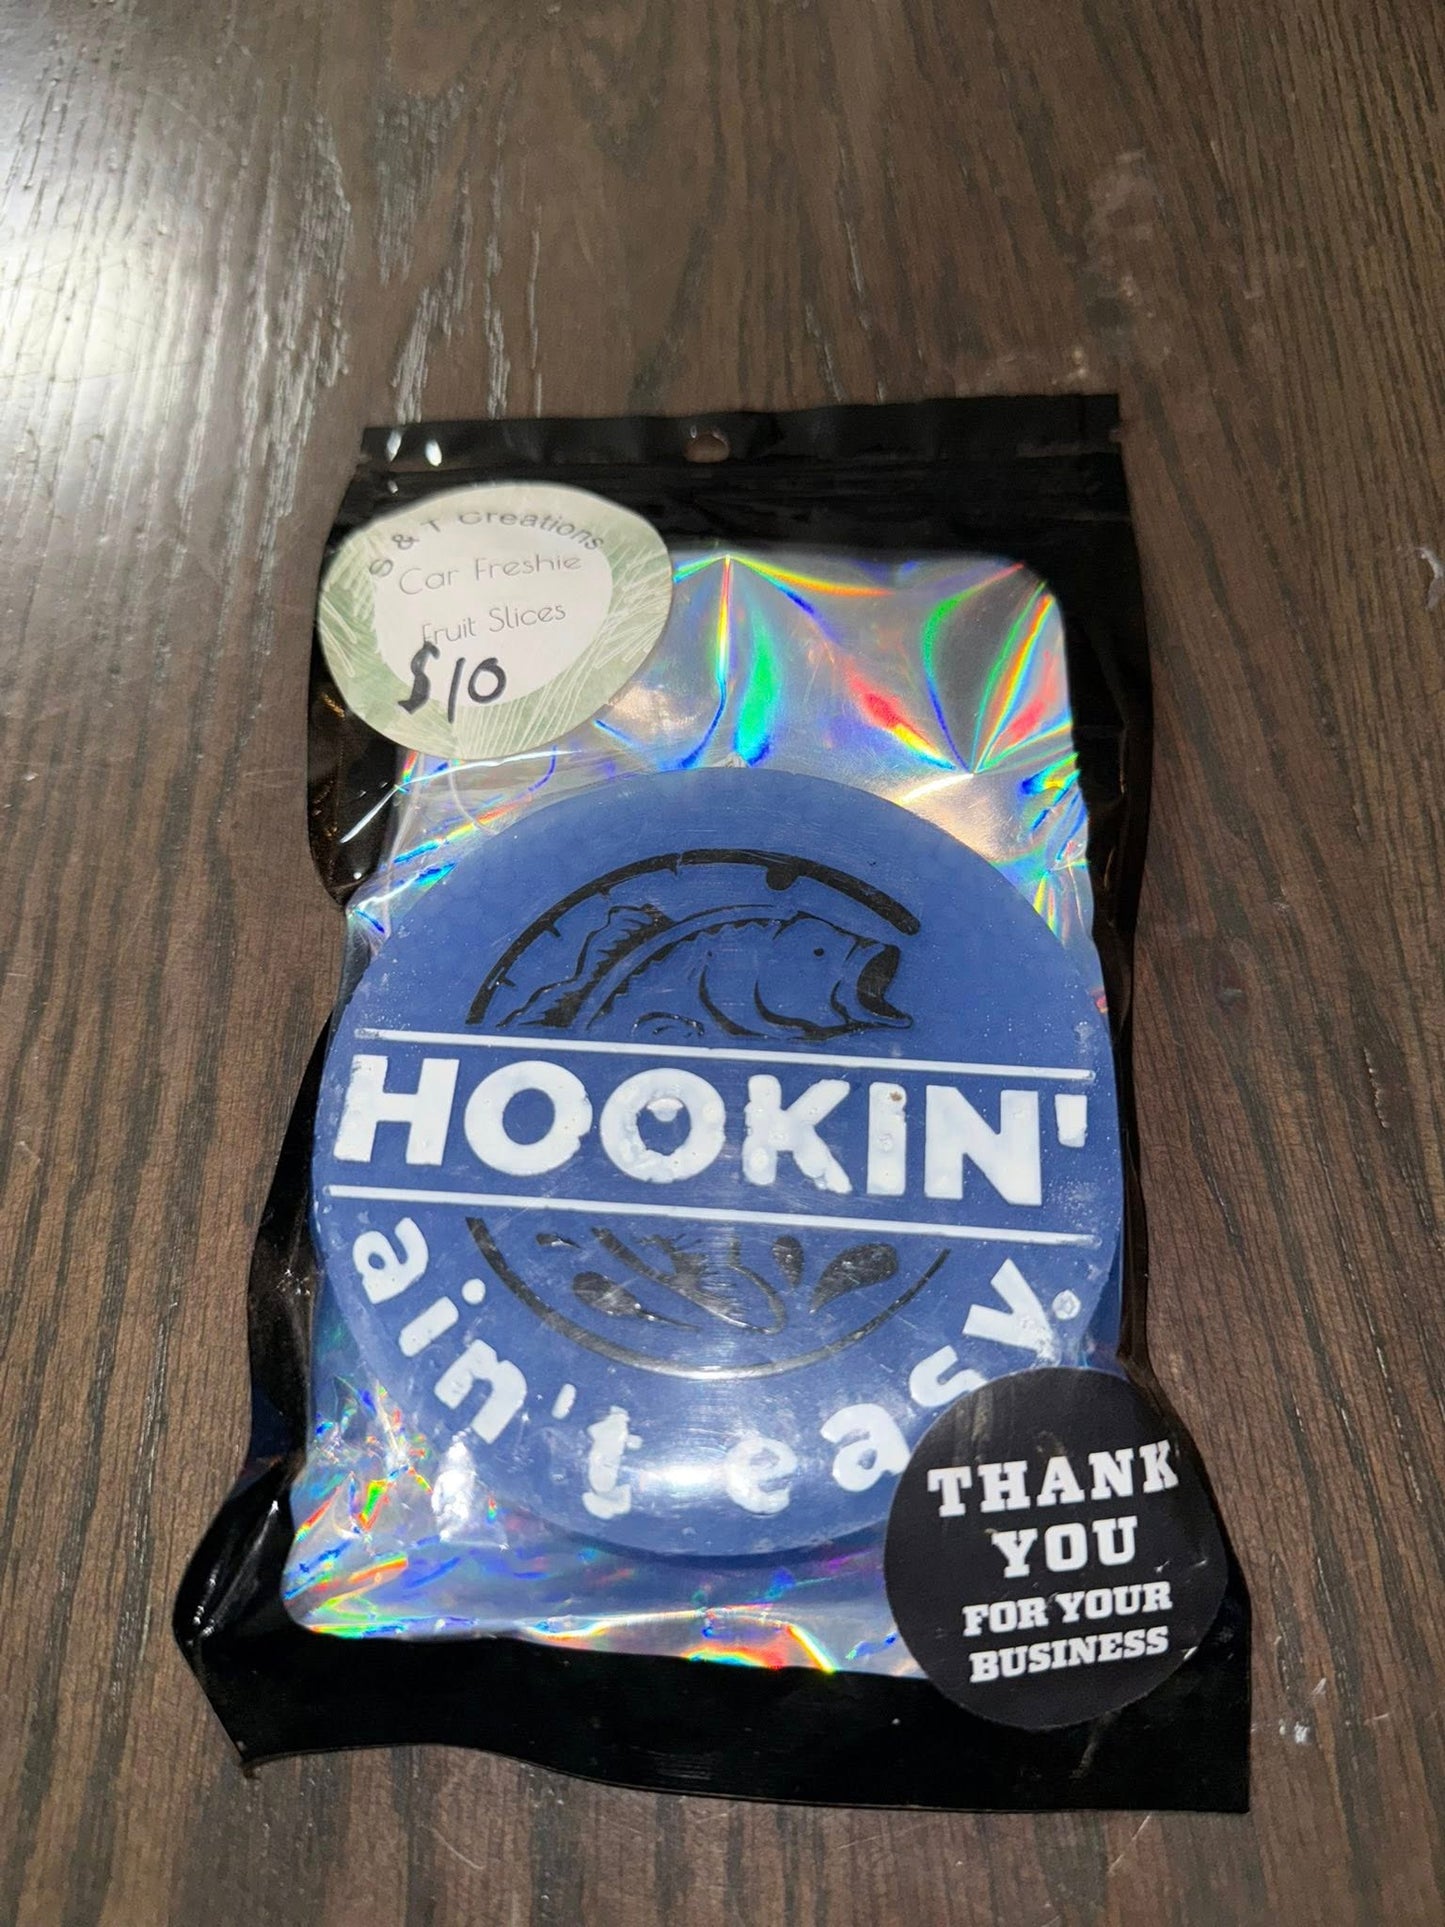 S & T Creations
Car Freshie
Fruit Slices
$10
HOOKIN'
ain't easy.
THANK
YOU
FOR YOUR
BUSINESS